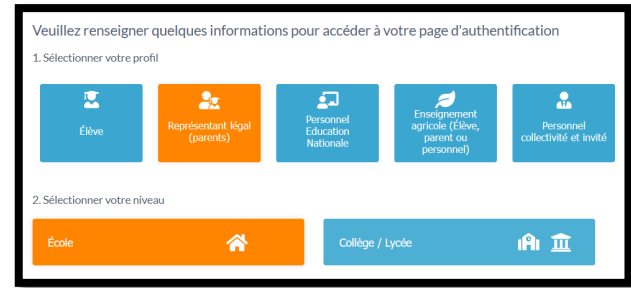 Veuillez renseigner quelques informations pour accéder à votre page d'authentification
1. Sélectionner votre profil
Élève
Représentant légal
(parents)
Personnel
Education
Nationale
Enseignement
agricole (Élève,
parent ou
personnel)
Personnel
collectivité et invité
2. Sélectionner votre niveau
École
Collège / Lycée